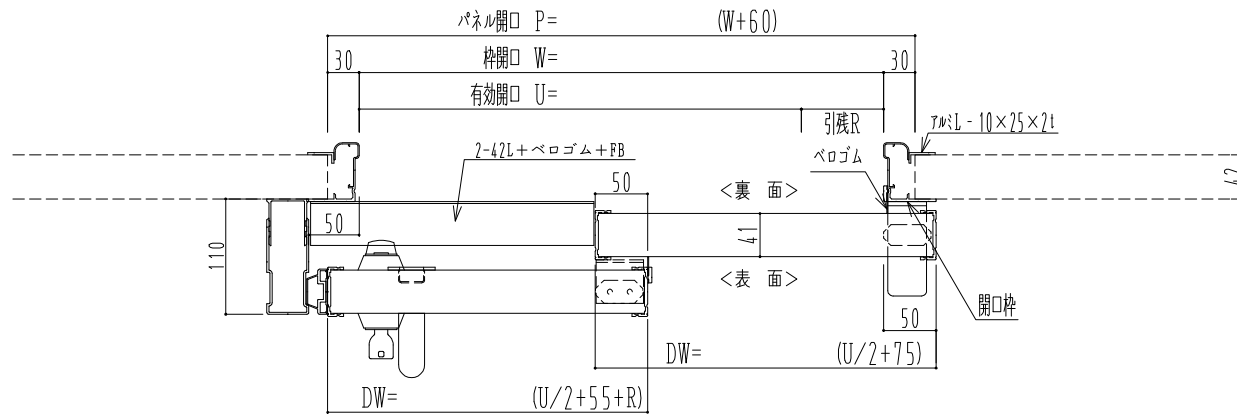 パネル開口 P= (W+60)
30 枠開口 W= 30
有効開口 U=
引残R
アルミL-10×25×2t
2-42L+ベロゴム+FB
ベロゴム
50
<裏 面>
42
50
110
41
<表 面>
開口枠
50
DW= (U/2+75)
DW= (U/2+55+R)